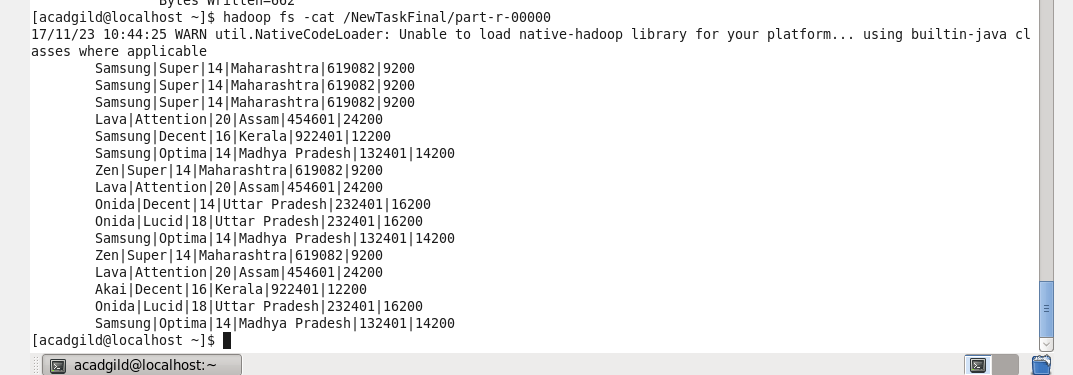 Bytes Written=662
[acadgild@localhost ~]$ hadoop fs -cat /NewTaskFinal/part-r-00000
17/11/23 10:44:25 WARN util.NativeCodeLoader: Unable to load native-hadoop library for your platform... using builtin-java cl
asses where applicable
Samsung|Super|14|Maharashtra|619082|9200
Samsung|Super|14|Maharashtra|619082|9200
Samsung|Super|14|Maharashtra|619082|9200
Lava|Attention|20|Assam|454601|24200
Samsung|Decent|16|Kerala|922401|12200
Samsung|Optima|14|Madhya Pradesh|132401|14200
Zen|Super|14|Maharashtra|619082|9200
Lava|Attention|20|Assam|454601|24200
Onida|Decent|14|Uttar Pradesh|232401|16200
Onida|Lucid|18|Uttar Pradesh|232401|16200
Samsung|Optima|14|Madhya Pradesh|132401|14200
Zen|Super|14|Maharashtra|619082|9200
Lava|Attention|20|Assam|454601|24200
Akai|Decent|16|Kerala|922401|12200
Onida|Lucid|18|Uttar Pradesh|232401|16200
Samsung|Optima|14|Madhya Pradesh|132401|14200
[acadgild@localhost ~]$
acadgild@localhost:~